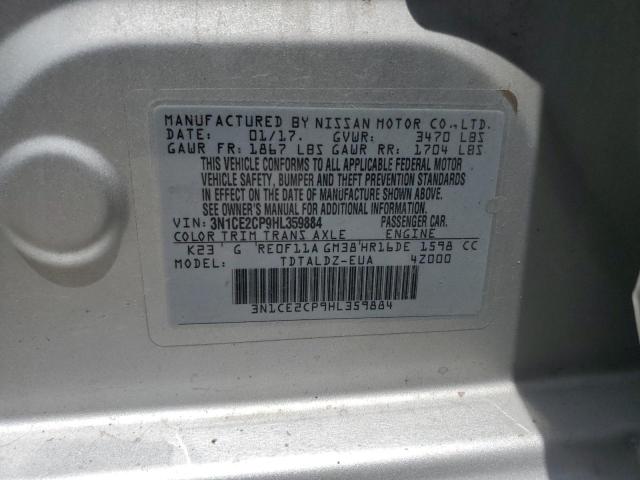 MANUFACTURED BY NISSAN MOTOR CO.,LTD.
DATE: 01/17. GVWR: 3470 LBS
GAWR FR: 1867 LBS GAWR RR: 1704 LBS
THIS VEHICLE CONFORMS TO ALL APPLICABLE FEDERAL MOTOR
VEHICLE SAFETY, BUMPER AND THEFT PREVENTION STANDARDS
IN EFFECT ON THE DATE OF MANUFACTURE SHOWN ABOVE.
SEE OWNER'S MANUAL FOR ADDITIONAL INFORMATION.
VIN: 3N1CE2CP9HL359884 PASSENGER CAR.
COLOR TRIM TRANS AXLE ENGINE
K23 G RE0F11A GM38 HR16DE 1598 CC
MODEL: TDTALDZ-EUA 4Z000
3N1CE2CP9HL359884